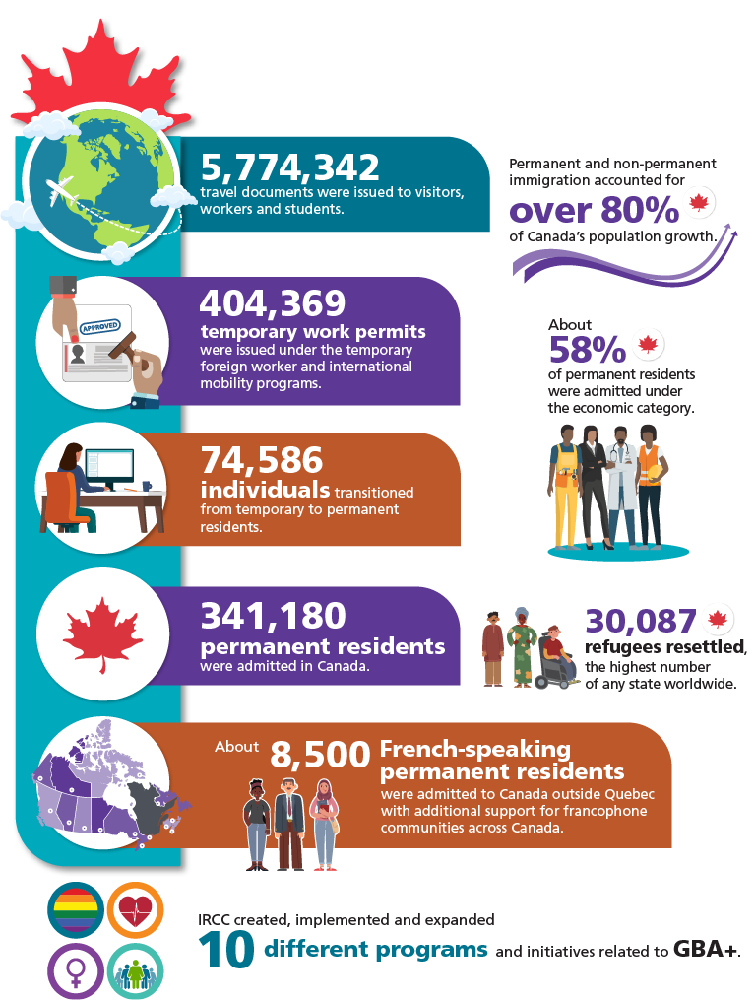 5,774,342
travel documents were issued to visitors,
workers and students.
Permanent and non-permanent
immigration accounted for
over 80%
of Canada's population growth.
APPROVED
404,369
temporary work permits
were issued under the temporary
foreign worker and international
mobility programs.
About
58%
of permanent residents
were admitted under
the economic category.
74,586
individuals transitioned
from temporary to permanent
residents.
341,180
permanent residents
were admitted in Canada.
30,087
refugees resettled,
the highest number
of any state worldwide.
About 8,500 French-speaking
permanent residents
were admitted to Canada outside Quebec
with additional support for francophone
communities across Canada.
IRCC created, implemented and expanded
10 different programs and initiatives related to GBA+.